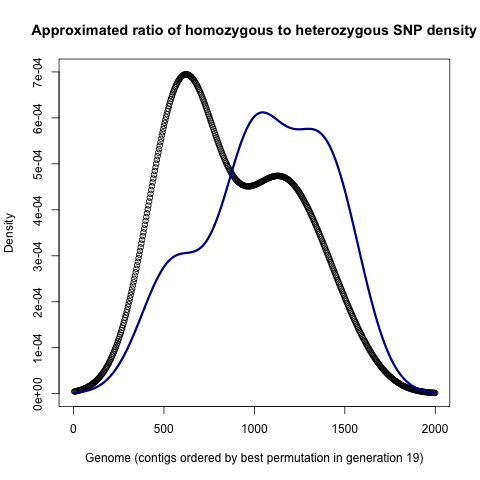 Approximated ratio of homozygous to heterozygous SNP density
7e-04
6e-04
5e-04
4e-04
3e-04
2e-04
1e-04
0e+00
Density
0 500 1000 1500 2000
Genome (contigs ordered by best permutation in generation 19)